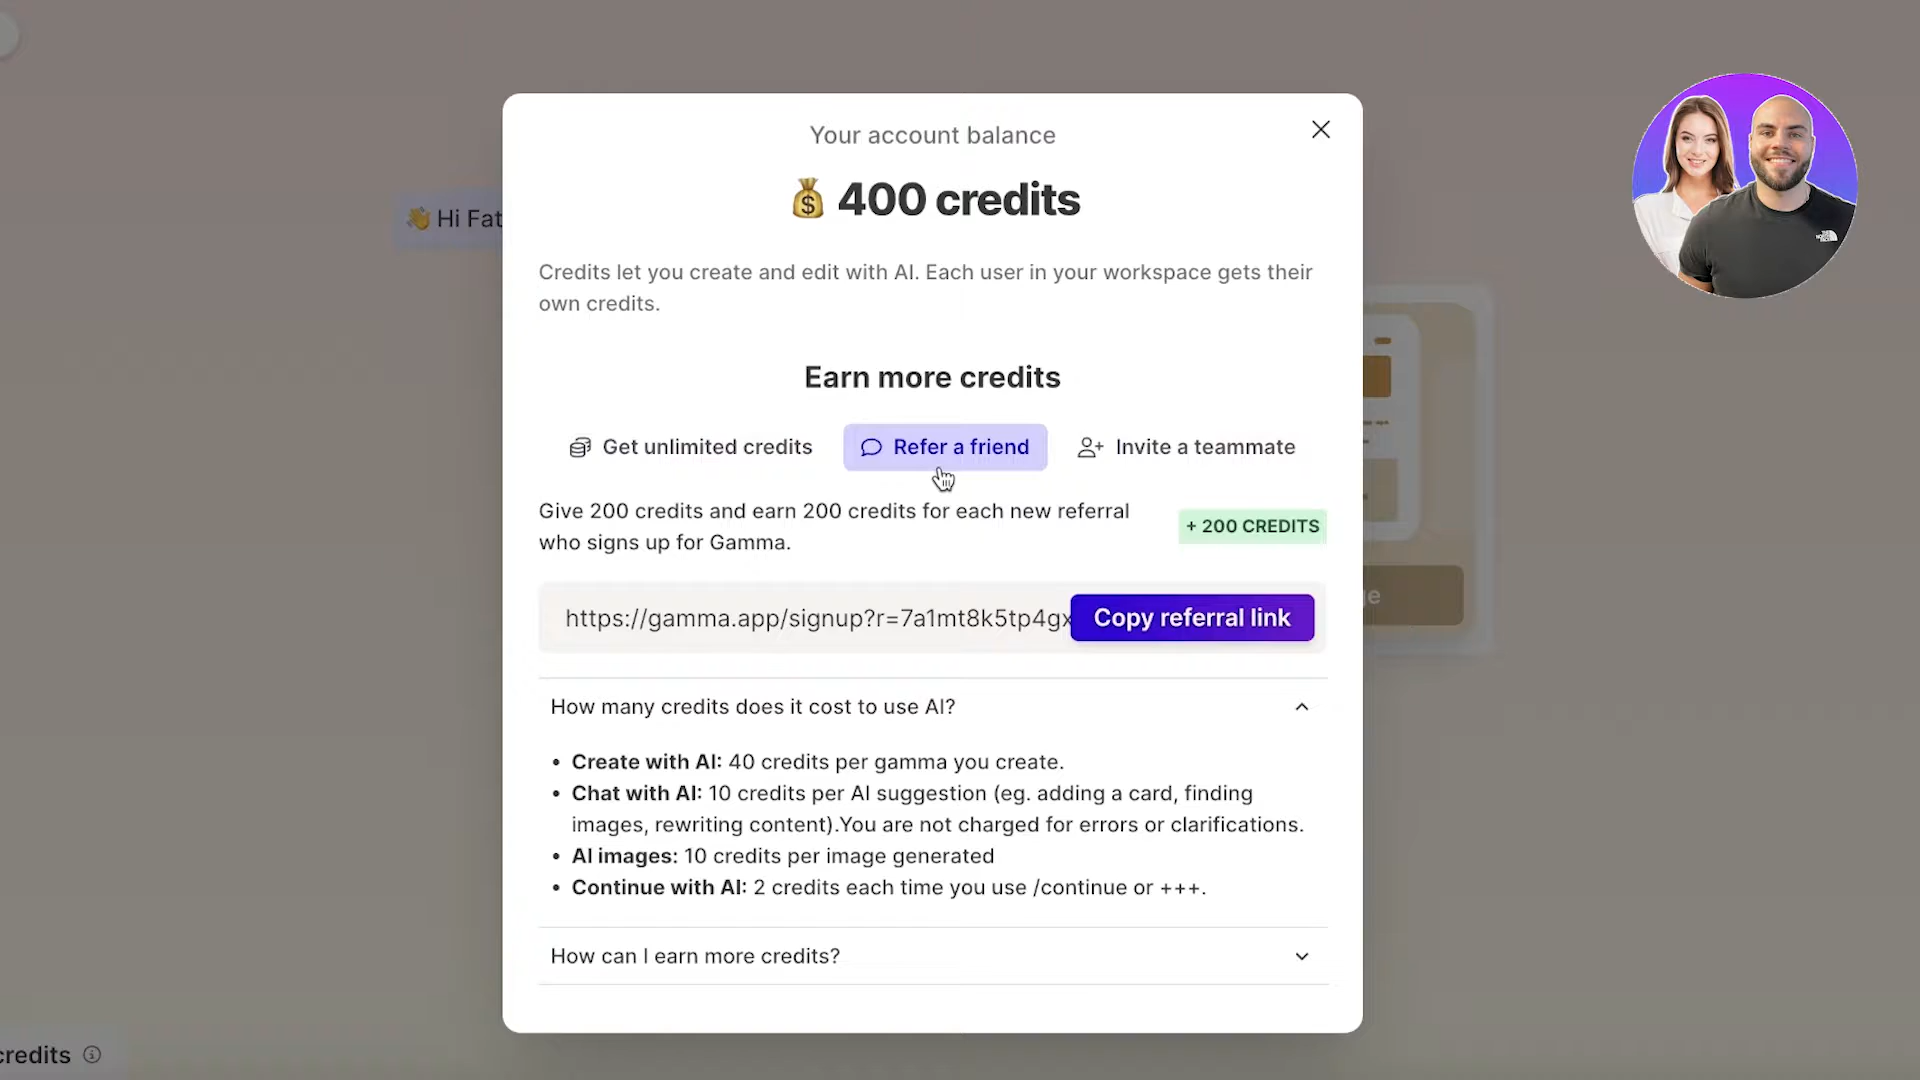 Your account balance
400 credits
👋 Hi Fat
Credits let you create and edit with AI. Each user in your workspace gets their
own credits.
Earn more credits
Get unlimited credits
Refer a friend
Invite a teammate
Give 200 credits and earn 200 credits for each new referral
who signs up for Gamma.
+ 200 CREDITS
https://gamma.app/signup?r=7a1mt8k5tp4gx
Copy referral link
How many credits does it cost to use AI?
• Create with AI: 40 credits per gamma you create.
• Chat with AI: 10 credits per AI suggestion (eg. adding a card, finding
images, rewriting content).You are not charged for errors or clarifications.
• AI images: 10 credits per image generated
• Continue with AI: 2 credits each time you use /continue or +++.
How can I earn more credits?
credits